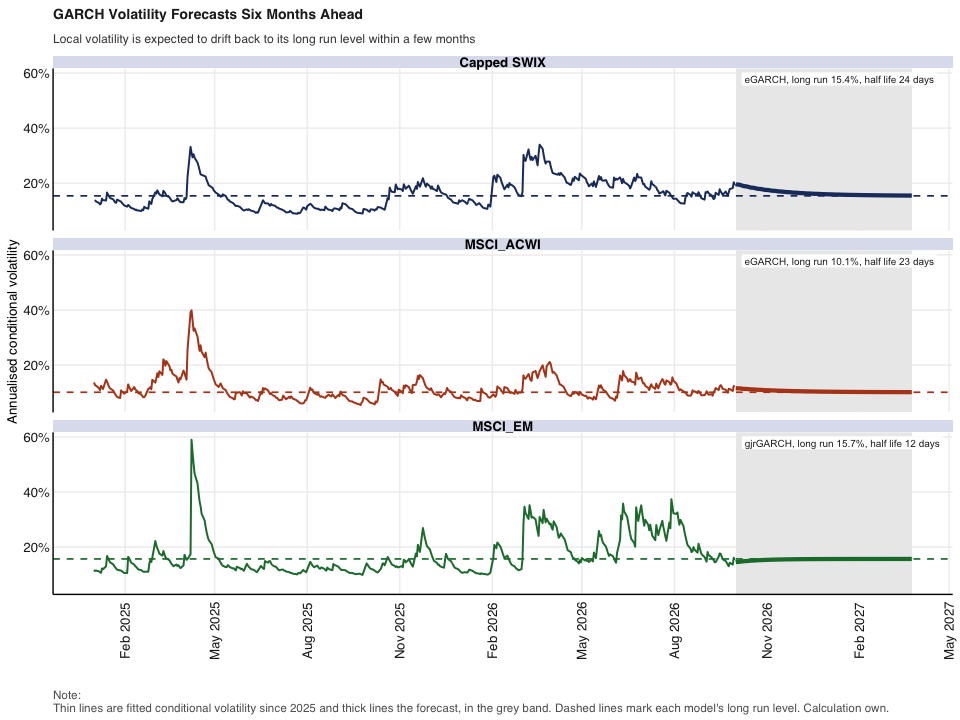 GARCH Volatility Forecasts Six Months Ahead
Local volatility is expected to drift back to its long run level within a few months
Annualised conditional volatility
Capped SWIX
60%
40%
20%
eGARCH, long run 15.4%, half life 24 days
MSCI_ACWI
60%
40%
20%
eGARCH, long run 10.1%, half life 23 days
MSCI_EM
60%
40%
20%
gjrGARCH, long run 15.7%, half life 12 days
Feb 2025
May 2025
Aug 2025
Nov 2025
Feb 2026
May 2026
Aug 2026
Nov 2026
Feb 2027
May 2027
Note:
Thin lines are fitted conditional volatility since 2025 and thick lines the forecast, in the grey band. Dashed lines mark each model's long run level. Calculation own.